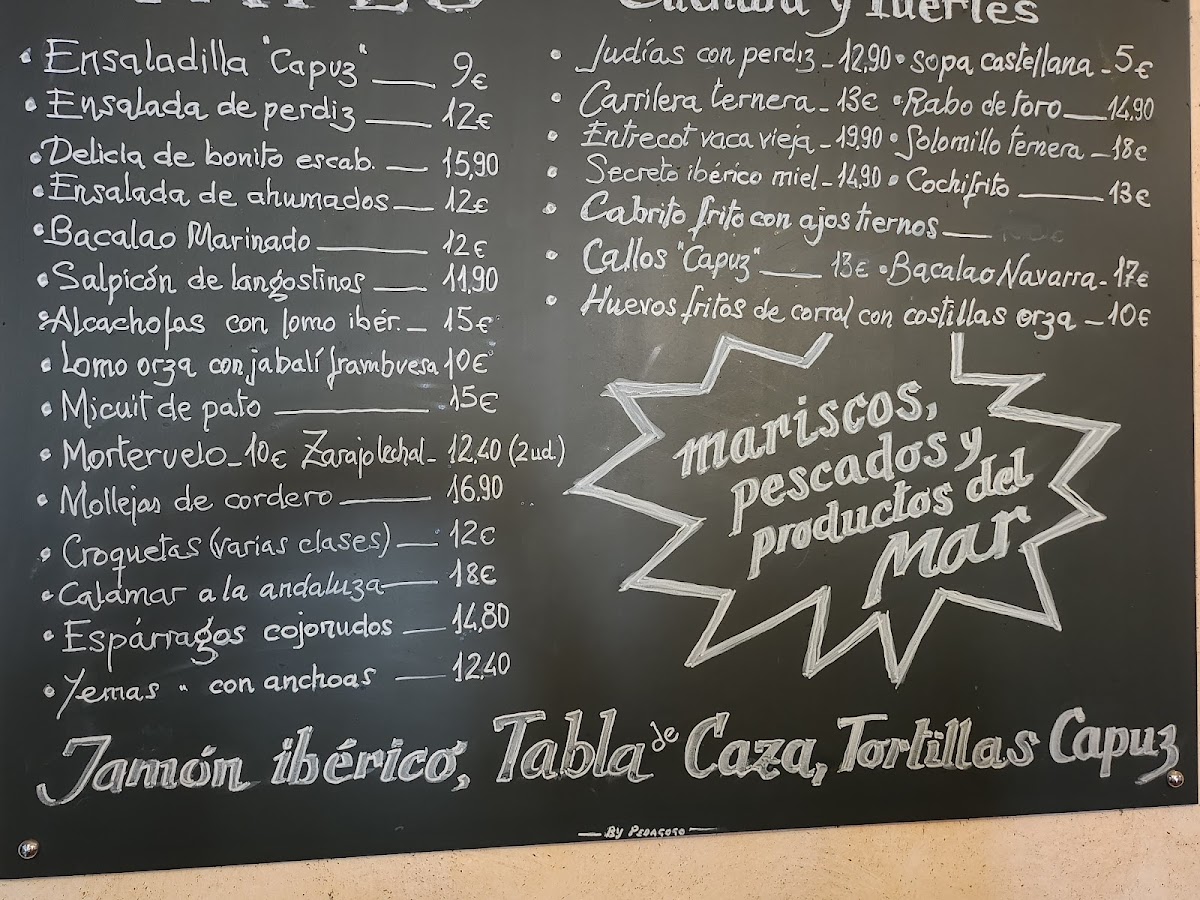 Cuchara y fuertes
• Ensaladilla "Capuz" 9€
• Ensalada de perdiz 12€
• Delicia de bonito escab. 15,90
• Ensalada de ahumados 12€
• Bacalao Marinado 12€
• Salpicón de langostinos 11,90
• Alcachofas con lomo ibér. 15€
• Lomo orza con jabalí frambuesa 10€
• Micuit de pato 15€
• Morteruelo - 10€ Zarajo lechal - 12,40 (2ud.)
• Mollejas de cordero 16,90
• Croquetas (varias clases) 12€
• Calamar a la andaluza 18€
• Espárragos cojonudos 14,80
• Yemas " con anchoas 12,40
• Judías con perdiz - 12,90 • Sopa castellana - 5€
• Carrilera ternera - 13€ • Rabo de toro 14,90
• Entrecot vaca vieja - 19,90 • Solomillo ternera - 18€
• Secreto ibérico miel - 14,90 • Cochifrito 13€
• Cabrito frito con ajos tiernos
• Callos "Capuz" 13€ • Bacalao Navarra - 17€
• Huevos fritos de corral con costillas orza - 10€
mariscos,
pescados y
productos del
Mar
Jamón ibérico, Tabla de Caza, Tortillas Capuz
By Pedagogo